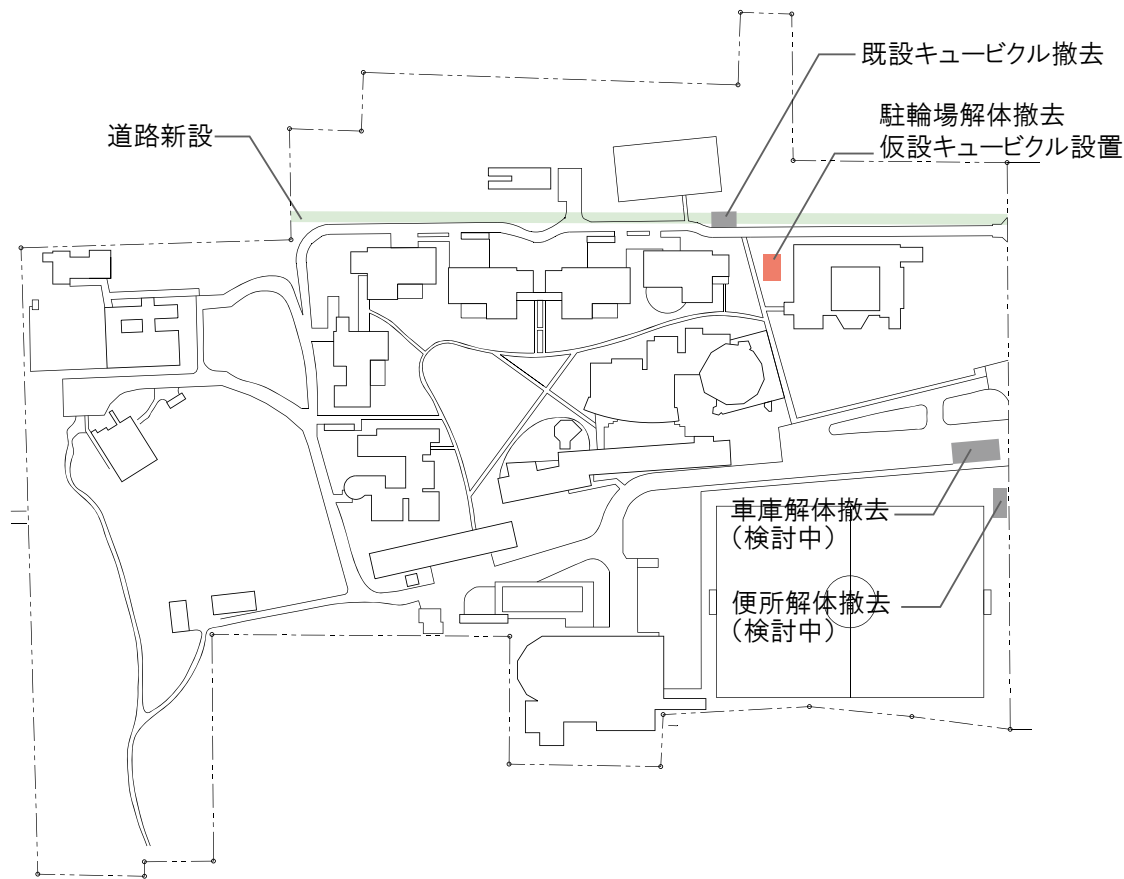 既設キュービクル撤去
駐輪場解体撤去
仮設キュービクル設置
道路新設
車庫解体撤去
（検討中）
便所解体撤去
（検討中）